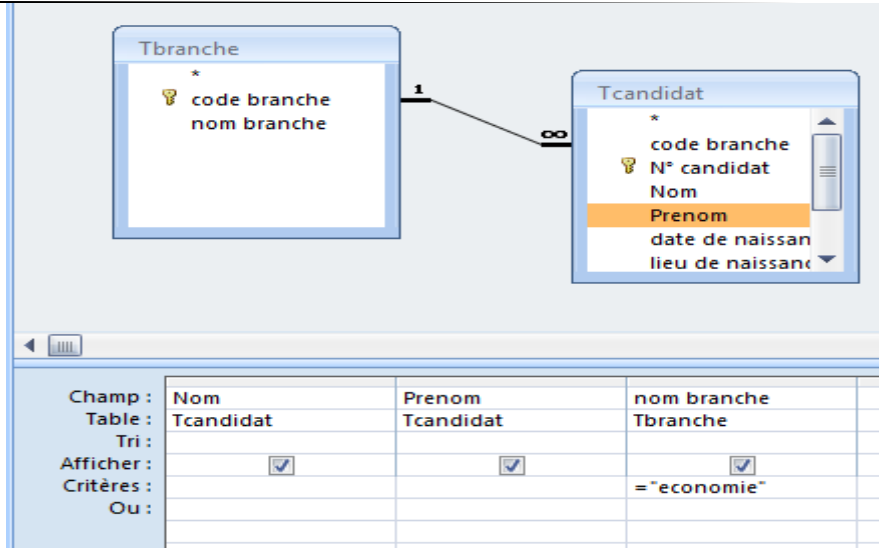 Tbranche
*
code branche
nom branche
1
∞
Tcandidat
*
code branche
N° candidat
Nom
Prenom
date de naissan
lieu de naissanc
Champ : Nom Prenom nom branche
Table : Tcandidat Tcandidat Tbranche
Tri :
Afficher :
Critères : ="economie"
Ou :